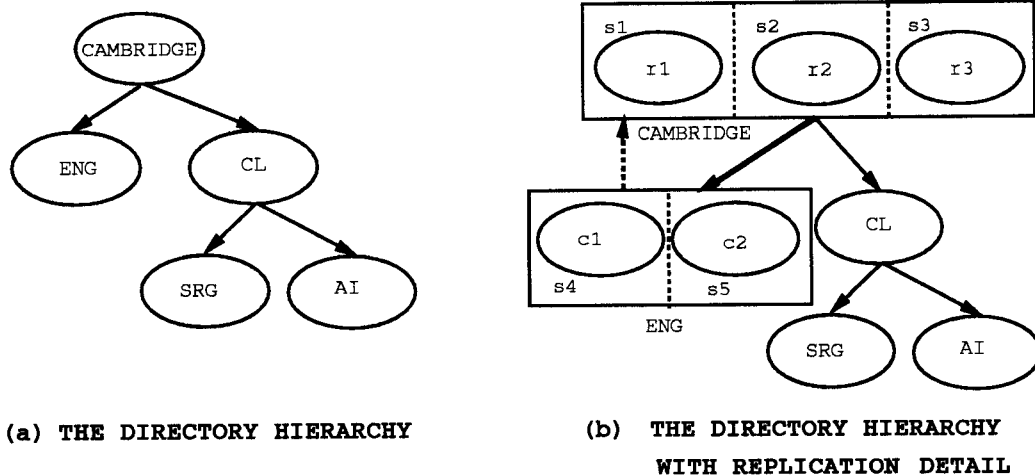 CAMBRIDGE
ENG
CL
SRG
AI
(a) THE DIRECTORY HIERARCHY
s1
s2
s3
r1
r2
r3
CAMBRIDGE
c1
c2
CL
s4
s5
ENG
SRG
AI
(b) THE DIRECTORY HIERARCHY
WITH REPLICATION DETAIL